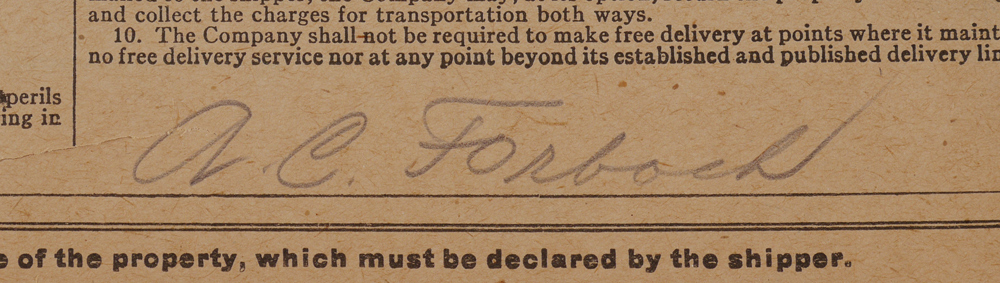 and collect the charges for transportation both ways.
10. The Company shall not be required to make free delivery at points where it maint
no free delivery service nor at any point beyond its established and published delivery lin
perils
ing in
A. C. Forboch
e of the property, which must be declared by the shipper.